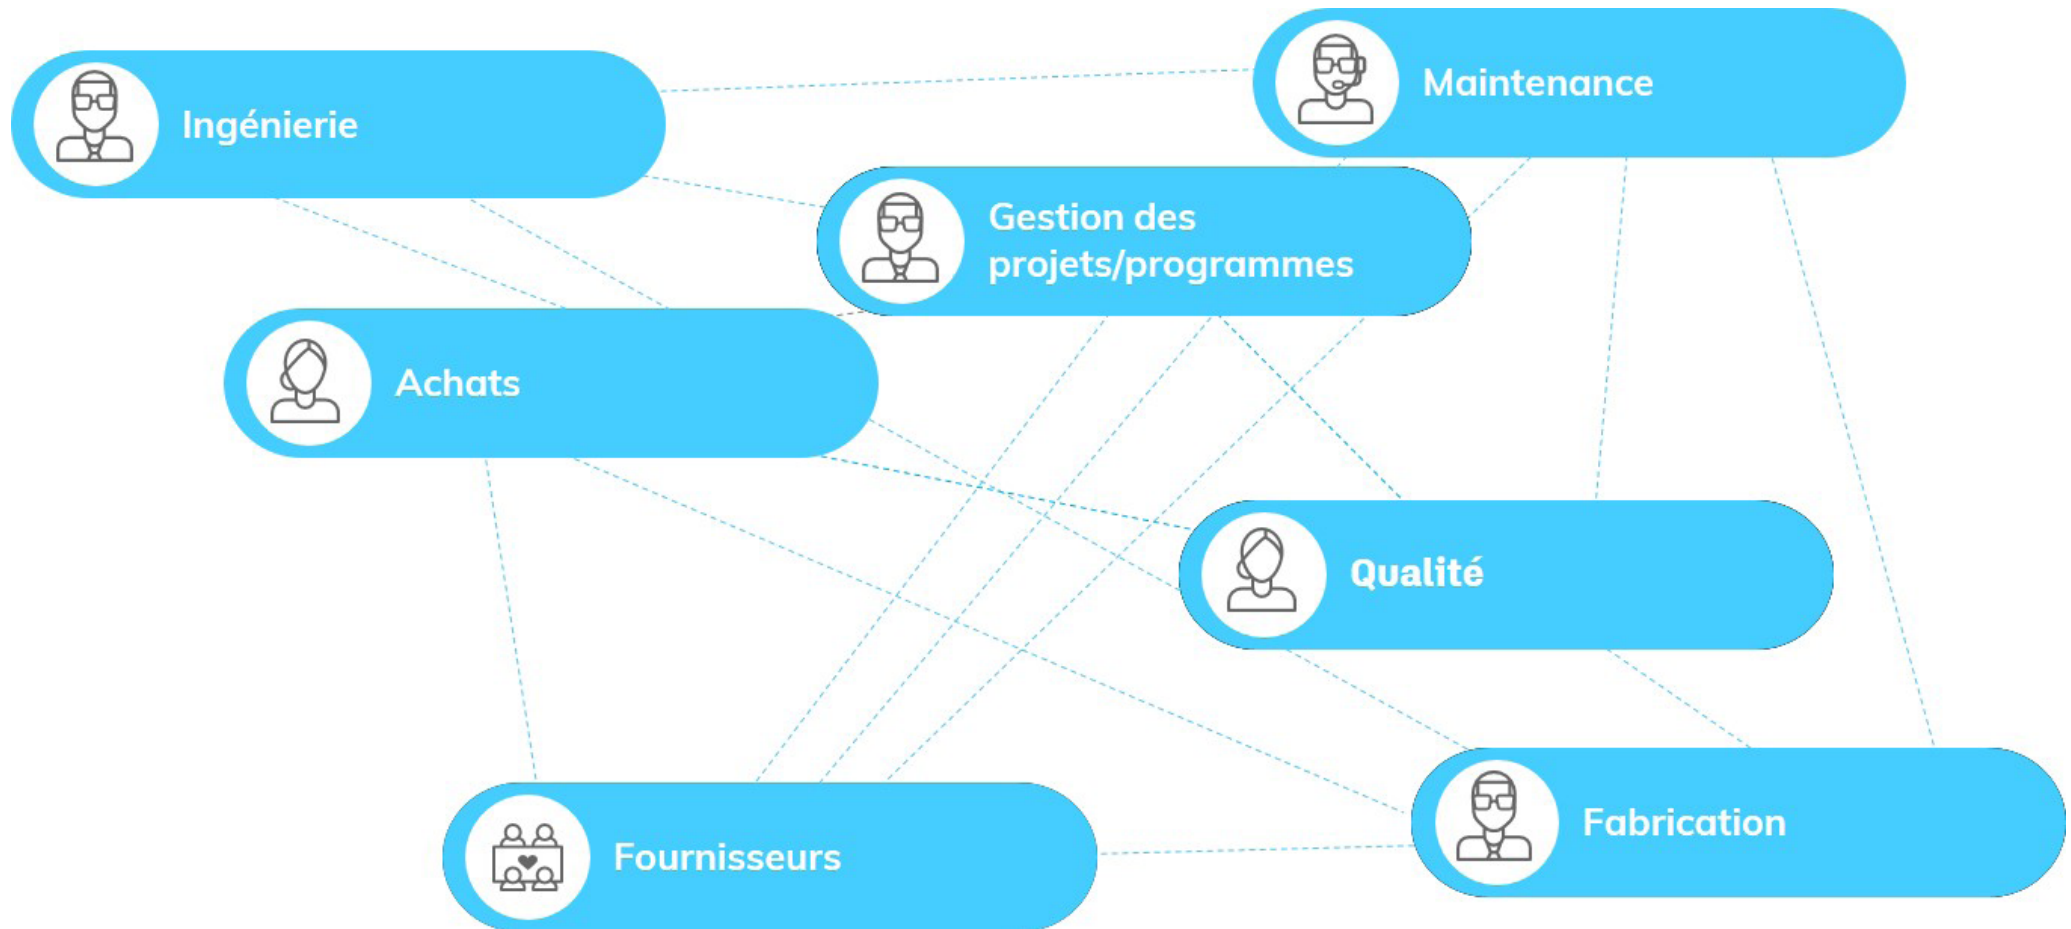 Ingénierie
Maintenance
Gestion des
projets/programmes
Achats
Qualité
Fournisseurs
Fabrication